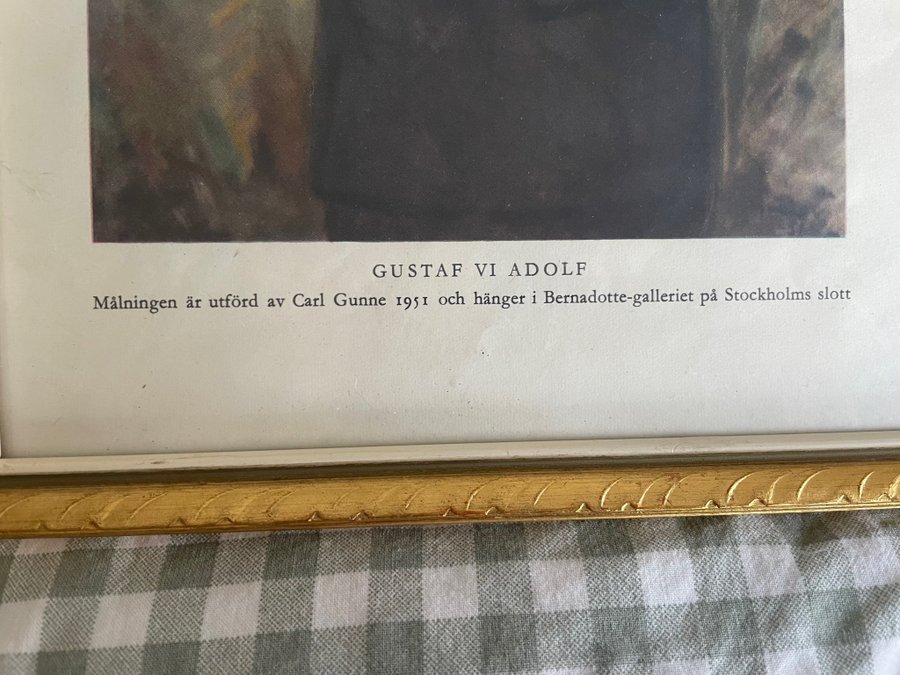 GUSTAF VI ADOLF
Målningen är utförd av Carl Gunne 1951 och hänger i Bernadotte-galleriet på Stockholms slott